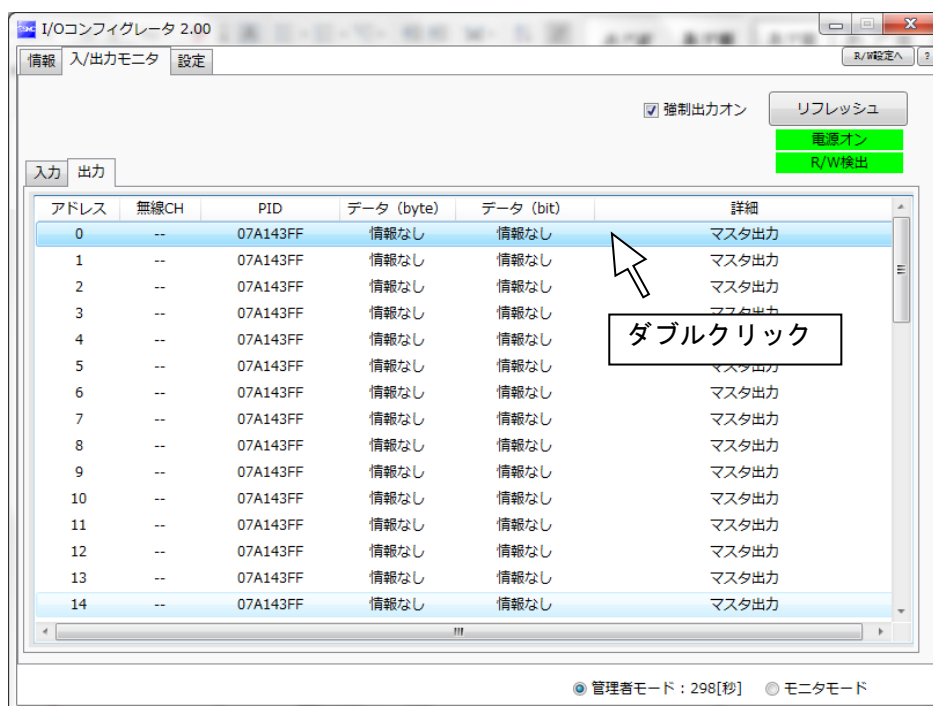 SMC I/Oコンフィグレータ 2.00
情報 入/出力モニタ 設定 R/W設定へ ?
強制出力オン リフレッシュ
電源オン
R/W検出
入力 出力
アドレス 無線CH PID データ（byte） データ（bit） 詳細
0 -- 07A143FF 情報なし 情報なし マスタ出力
1 -- 07A143FF 情報なし 情報なし マスタ出力
2 -- 07A143FF 情報なし 情報なし マスタ出力
3 -- 07A143FF 情報なし 情報なし マスタ出力
ダブルクリック
4 -- 07A143FF 情報なし 情報なし
5 -- 07A143FF 情報なし 情報なし マスタ出力
6 -- 07A143FF 情報なし 情報なし マスタ出力
7 -- 07A143FF 情報なし 情報なし マスタ出力
8 -- 07A143FF 情報なし 情報なし マスタ出力
9 -- 07A143FF 情報なし 情報なし マスタ出力
10 -- 07A143FF 情報なし 情報なし マスタ出力
11 -- 07A143FF 情報なし 情報なし マスタ出力
12 -- 07A143FF 情報なし 情報なし マスタ出力
13 -- 07A143FF 情報なし 情報なし マスタ出力
14 -- 07A143FF 情報なし 情報なし マスタ出力
管理者モード：298[秒] モニタモード